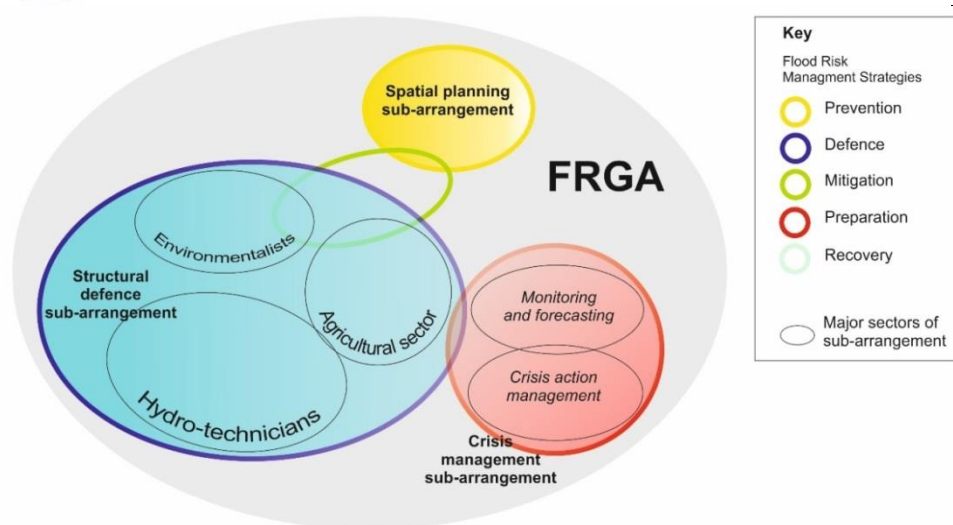 Spatial planning
sub-arrangement
FRGA
Environmentalists
Structural
defence
sub-arrangement
Agricultural sector
Hydro-technicians
Monitoring
and forecasting
Crisis action
management
Crisis
management
sub-arrangement
Key
Flood Risk
Managment Strategies
Prevention
Defence
Mitigation
Preparation
Recovery
Major sectors of
sub-arrangement